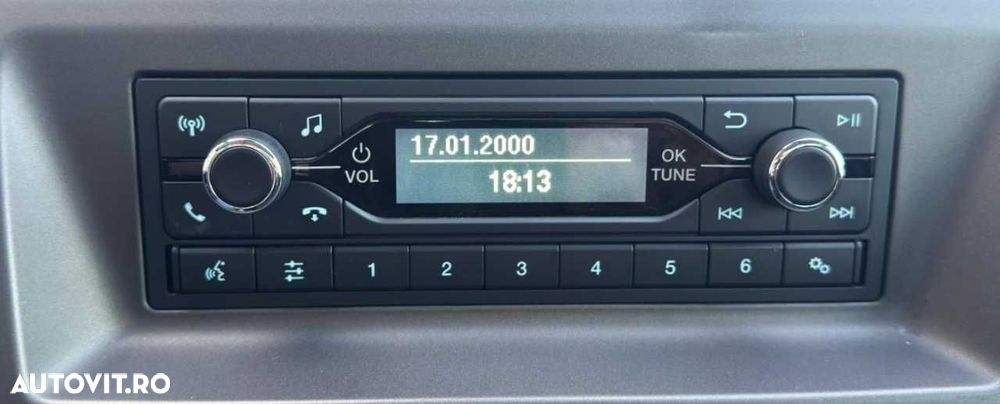 17.01.2000
18:13
VOL
OK
TUNE
1 2 3 4 5 6
AUTOVIT.RO